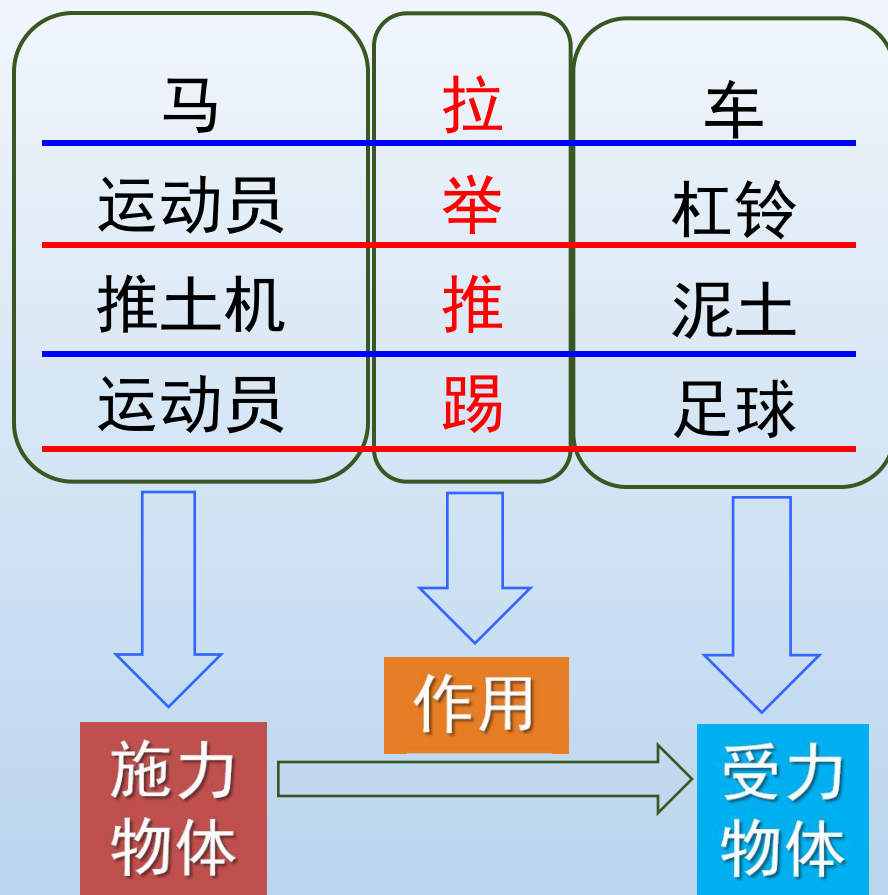 马 拉 车
运动员 举 杠铃
推土机 推 泥土
运动员 踢 足球
作用
施力
物体
受力
物体